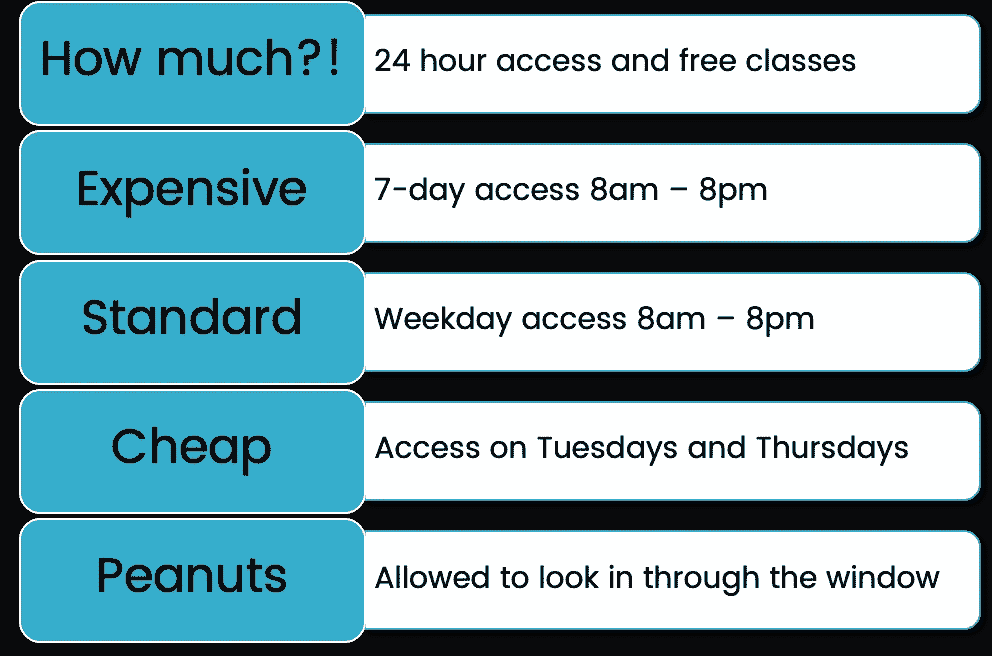 How much?!
24 hour access and free classes
Expensive
7-day access 8am – 8pm
Standard
Weekday access 8am – 8pm
Cheap
Access on Tuesdays and Thursdays
Peanuts
Allowed to look in through the window